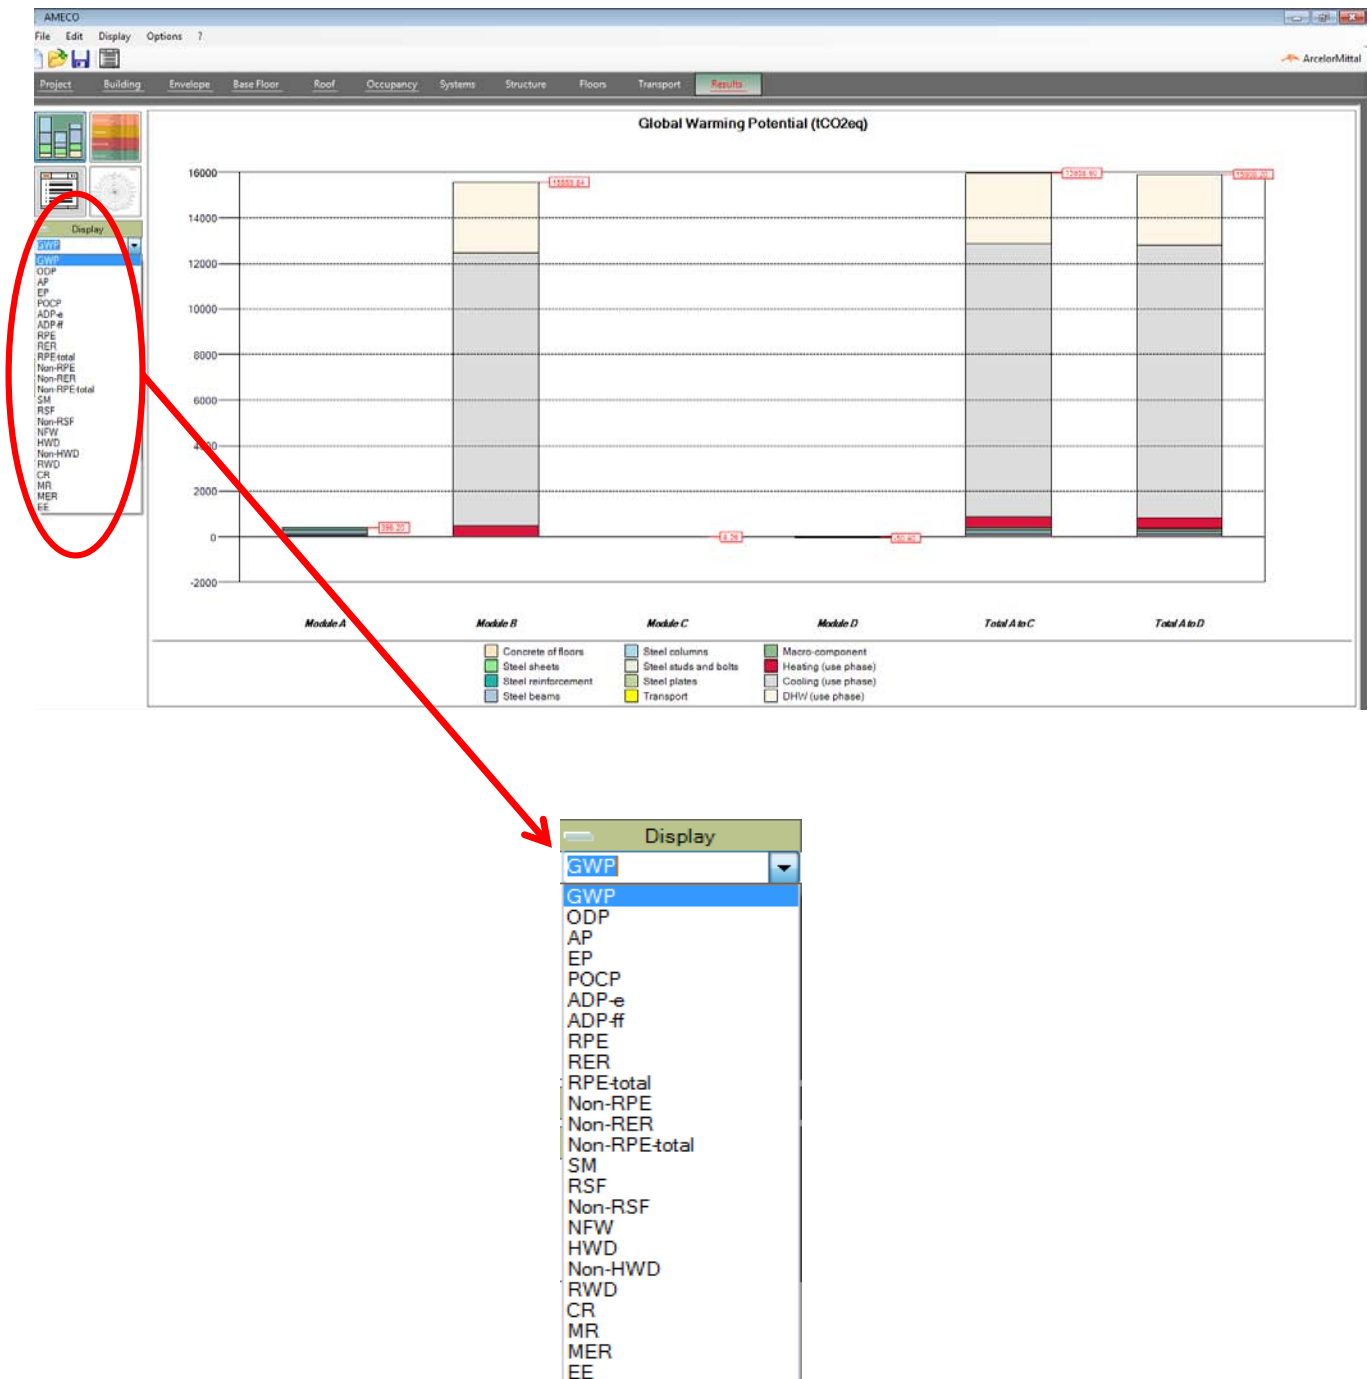 AMECO
File Edit Display Options ?
ArcelorMittal
Project Building Envelope Base Floor Roof Occupancy Systems Structure Floors Transport Results
Global Warming Potential (tCO2eq)
Display
GWP
GWP
ODP
AP
EP
POCP
ADP-e
ADP-ff
RPE
RER
RPE-total
Non-RPE
Non-RER
Non-RPE-total
SM
RSF
Non-RSF
NFW
HWD
Non-HWD
RWD
CR
MR
MER
EE
16000
14000
12000
10000
8000
6000
4000
2000
0
-2000
15553.84
396.20
Module A Module B Module C Module D Total A to C Total A to D
Concrete of floors Steel columns Macro-component
Steel sheets Steel studs and bolts Heating (use phase)
Steel reinforcement Steel plates Cooling (use phase)
Steel beams Transport DHW (use phase)
Display
GWP
GWP
ODP
AP
EP
POCP
ADP-e
ADP-ff
RPE
RER
RPE-total
Non-RPE
Non-RER
Non-RPE-total
SM
RSF
Non-RSF
NFW
HWD
Non-HWD
RWD
CR
MR
MER
EE